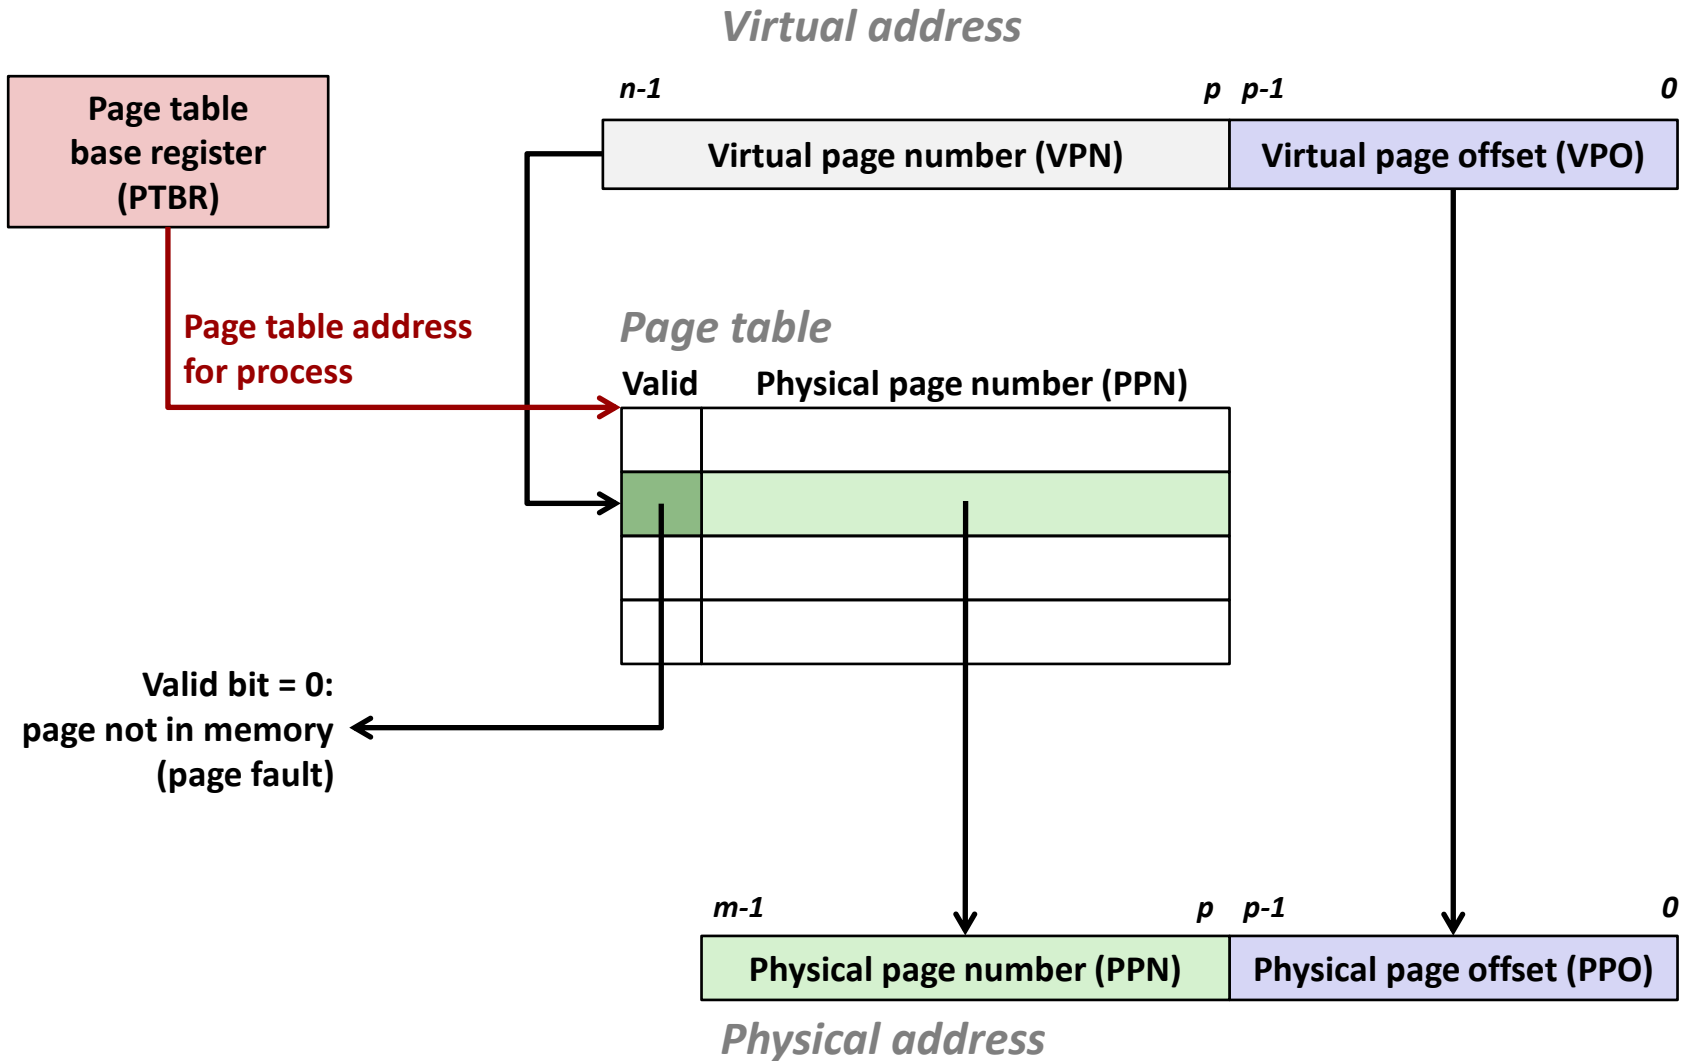 Virtual address
Page table
base register
(PTBR)
n-1 p p-1 0
Virtual page number (VPN) Virtual page offset (VPO)
Page table address
for process
Page table
Valid Physical page number (PPN)
Valid bit = 0:
page not in memory
(page fault)
m-1 p p-1 0
Physical page number (PPN) Physical page offset (PPO)
Physical address